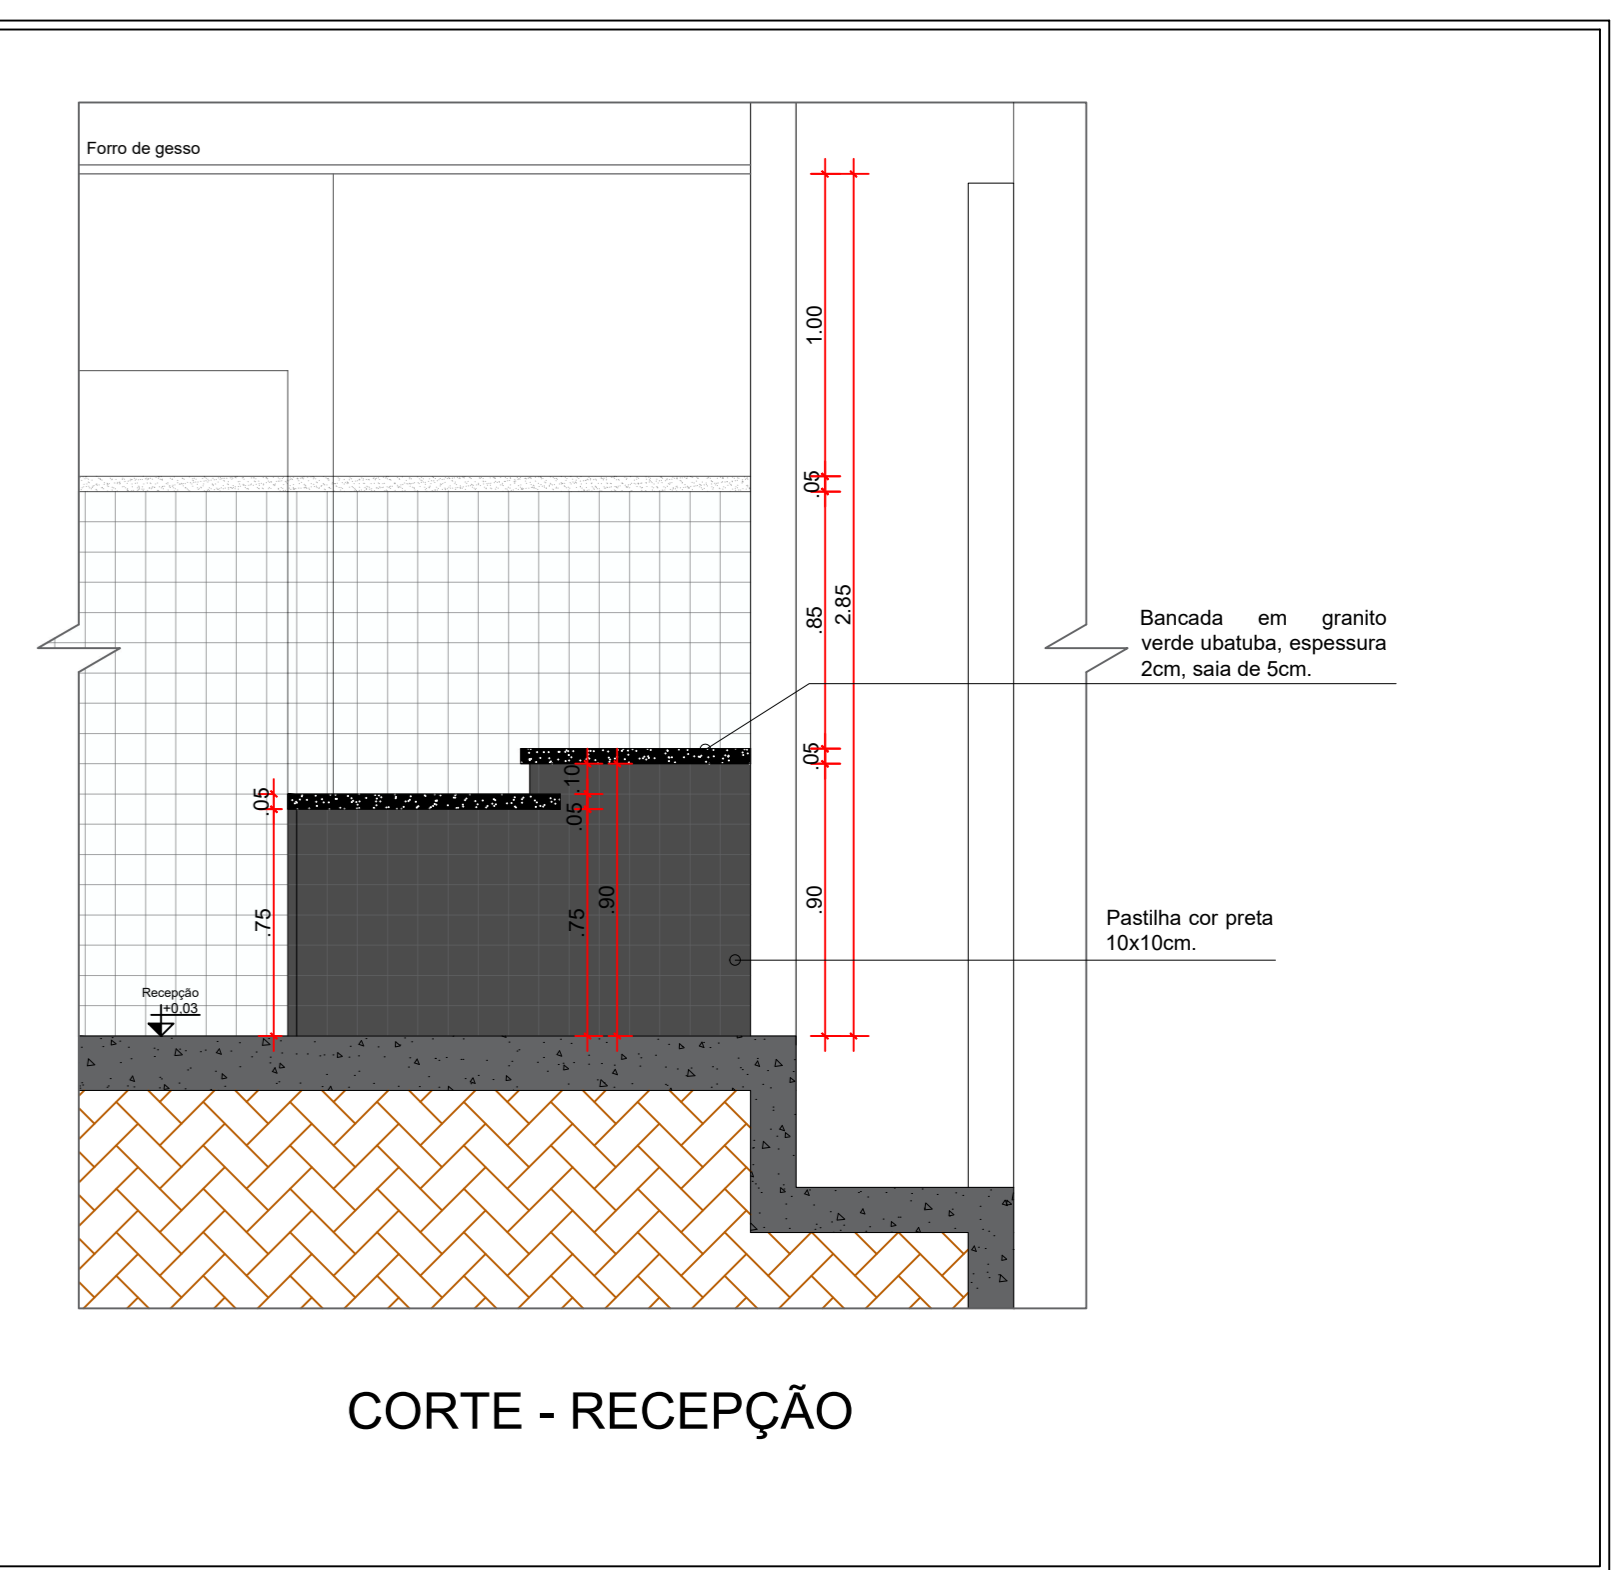 Forro de gesso
1.00
.05
.85
2.85
Bancada em granito
verde ubatuba, espessura
2cm, saia de 5cm.
.05
.10
.05
.05
.90
.75
.90
.75
Pastilha cor preta
10x10cm.
Recepção
+0,03
CORTE - RECEPÇÃO